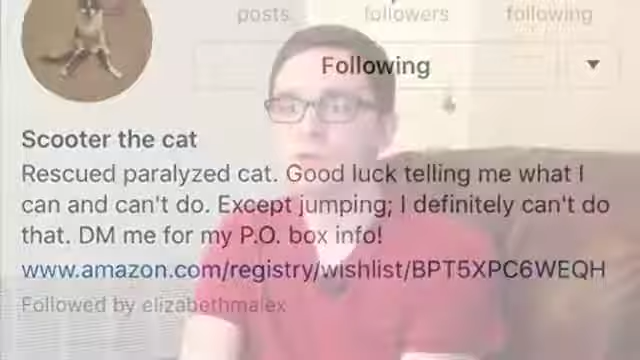 posts followers following
Following
Scooter the cat
Rescued paralyzed cat. Good luck telling me what I
can and can't do. Except jumping; I definitely can't do
that. DM me for my P.O. box info!
www.amazon.com/registry/wishlist/BPT5XPC6WEQH
Followed by elizabethmalex